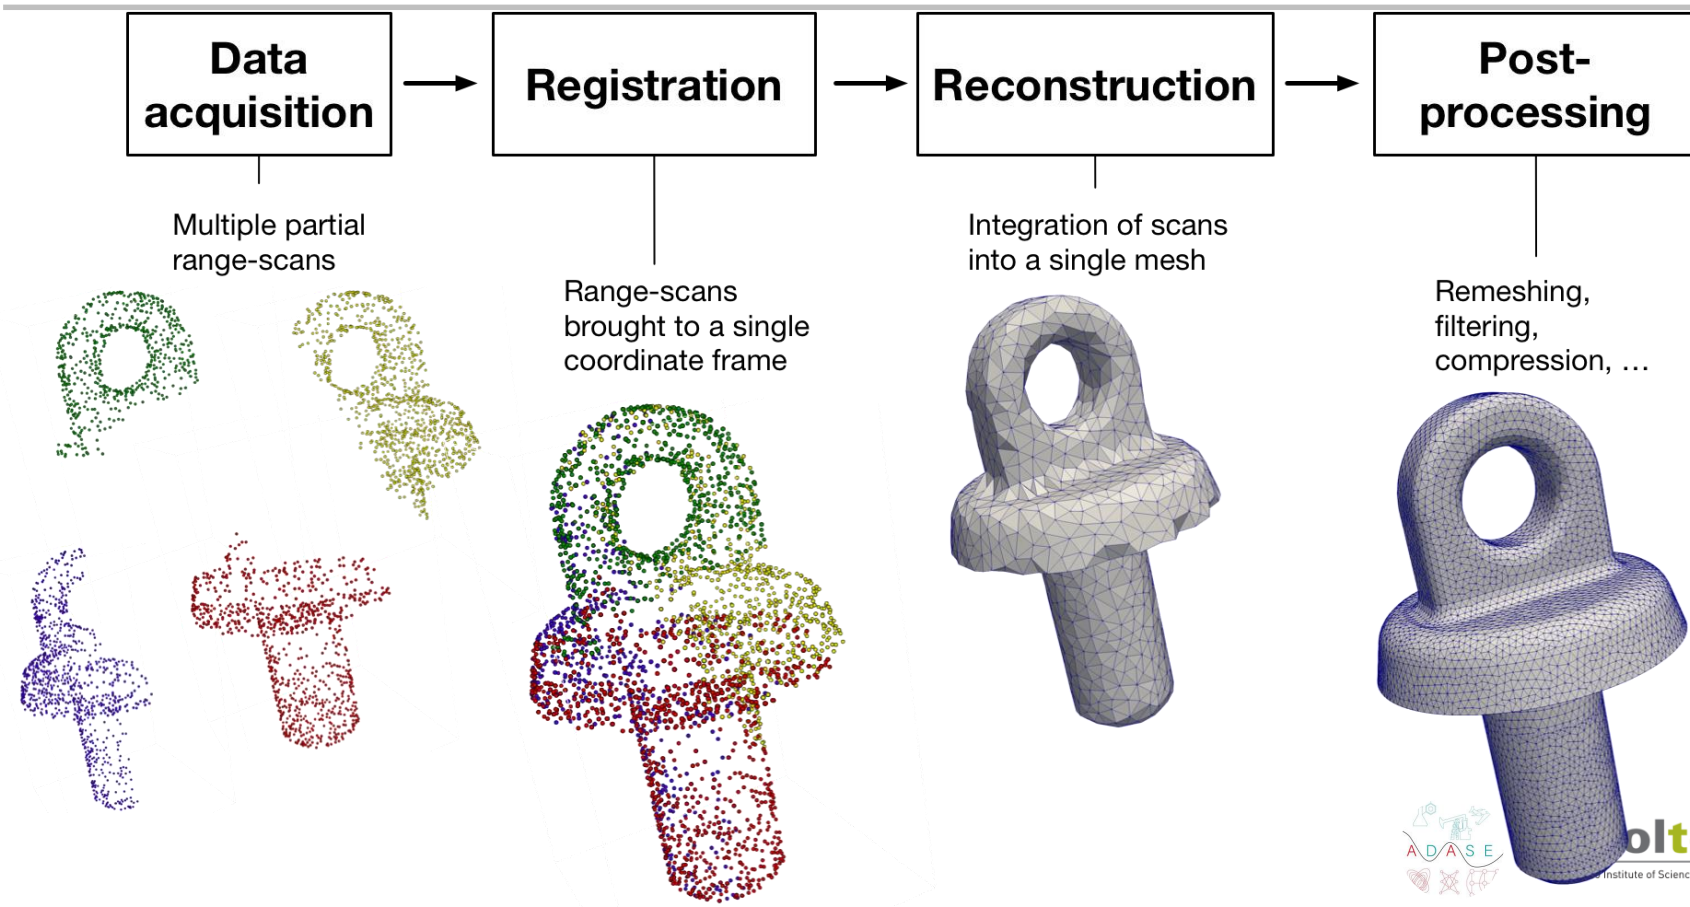 Data
acquisition
Registration
Reconstruction
Post-
processing
Multiple partial
range-scans
Range-scans
brought to a single
coordinate frame
Integration of scans
into a single mesh
Remeshing,
filtering,
compression, …
ADASE
olt
Institute of Scienc